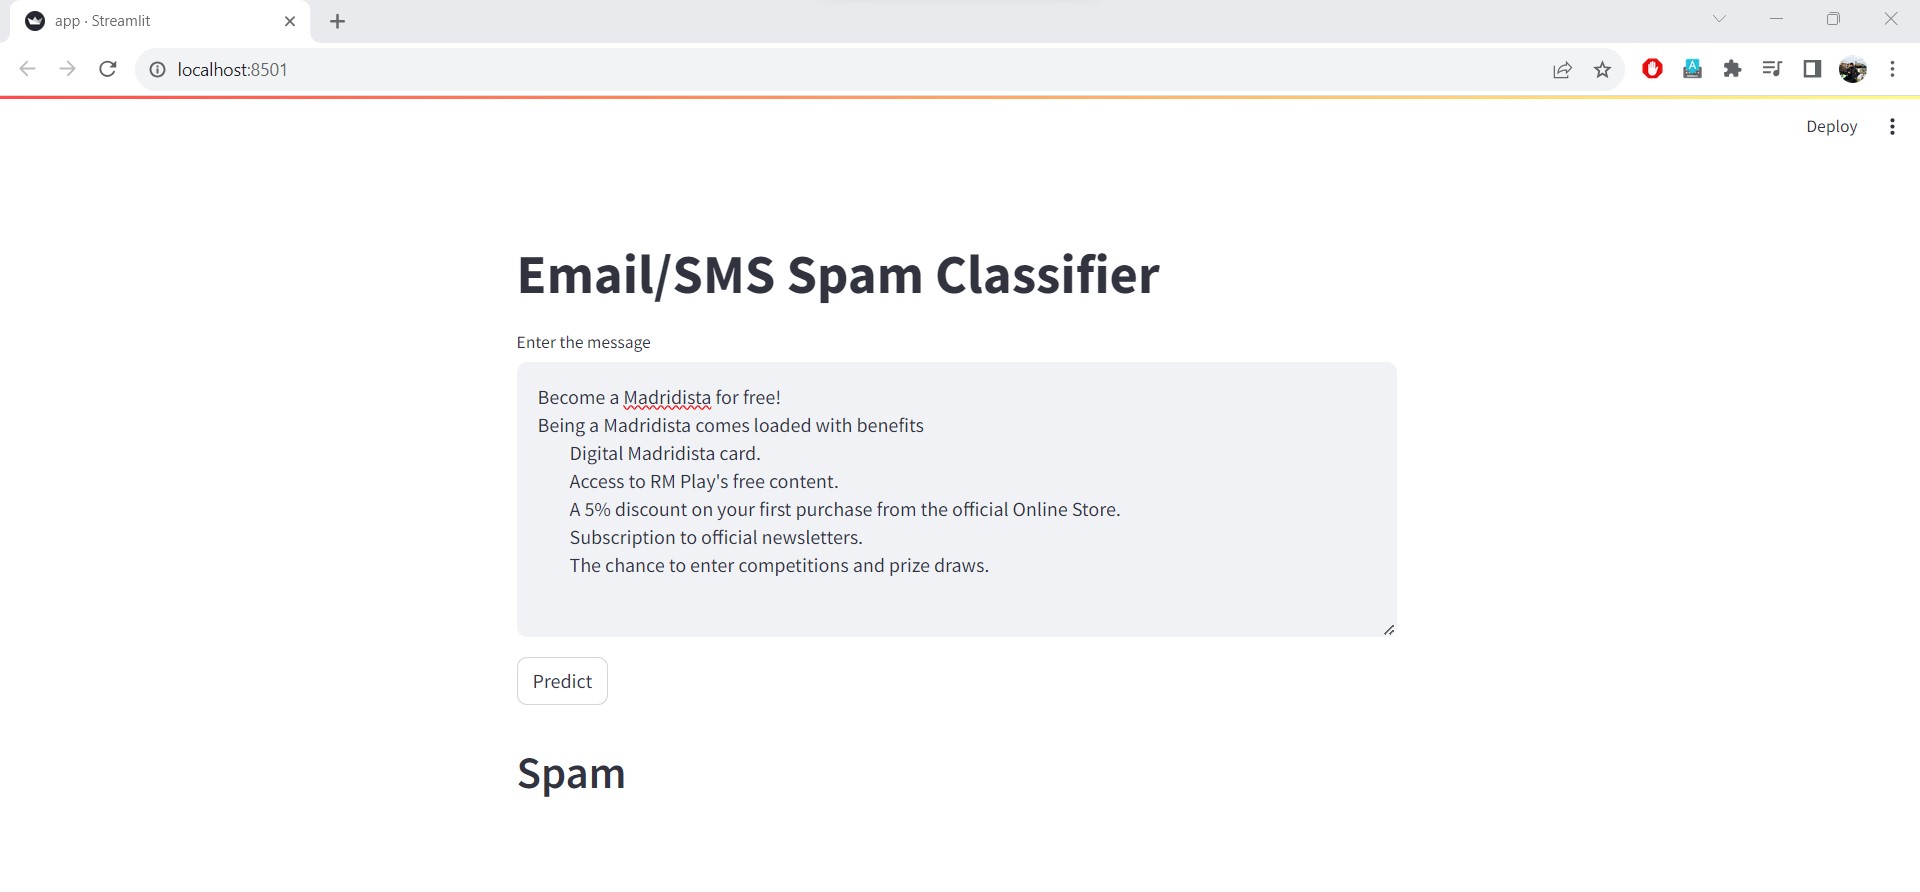 app · Streamlit
localhost:8501
Deploy
Email/SMS Spam Classifier
Enter the message
Become a Madridista for free!
Being a Madridista comes loaded with benefits
Digital Madridista card.
Access to RM Play's free content.
A 5% discount on your first purchase from the official Online Store.
Subscription to official newsletters.
The chance to enter competitions and prize draws.
Predict
Spam